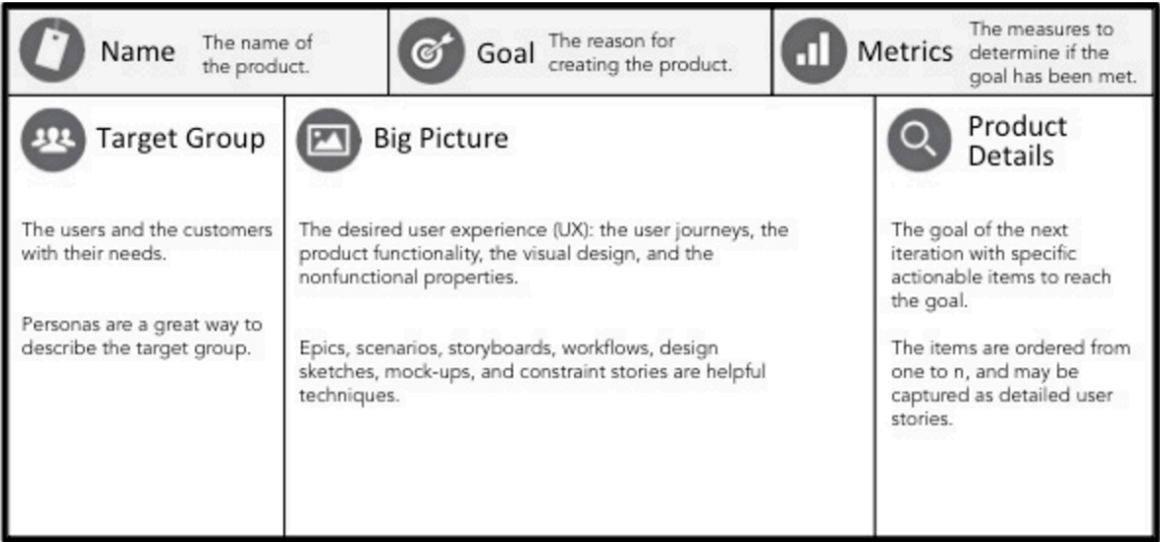 Name
The name of
the product.
Goal
The reason for
creating the product.
Metrics
The measures to
determine if the
goal has been met.
Target Group
The users and the customers
with their needs.
Personas are a great way to
describe the target group.
Big Picture
The desired user experience (UX): the user journeys, the
product functionality, the visual design, and the
nonfunctional properties.
Epics, scenarios, storyboards, workflows, design
sketches, mock-ups, and constraint stories are helpful
techniques.
Product
Details
The goal of the next
iteration with specific
actionable items to reach
the goal.
The items are ordered from
one to n, and may be
captured as detailed user
stories.